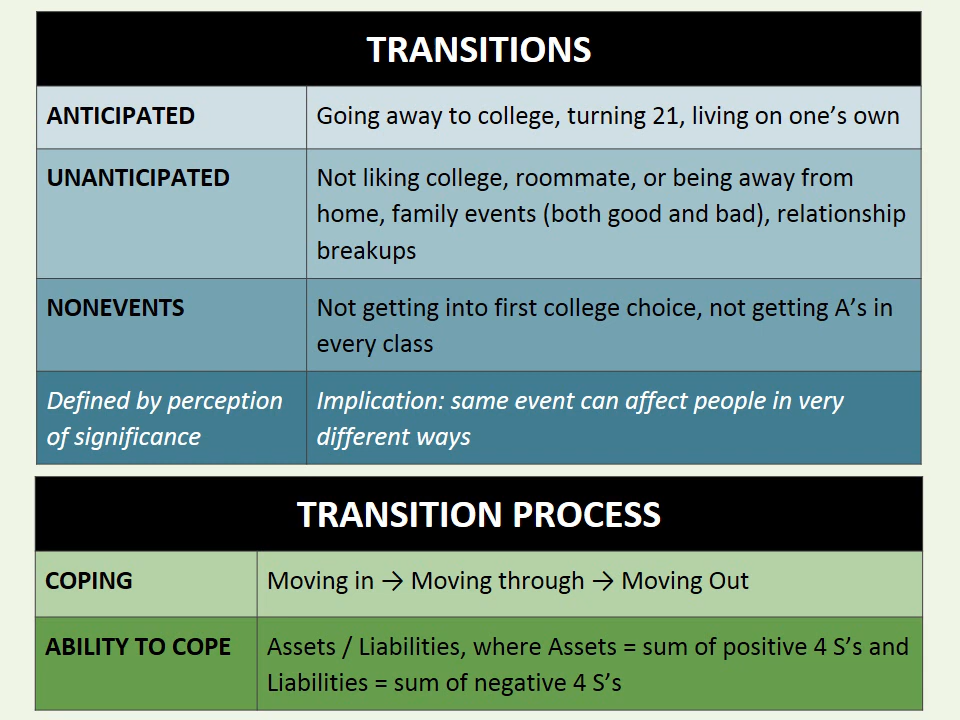 TRANSITIONS
ANTICIPATED
Going away to college, turning 21, living on one’s own
UNANTICIPATED
Not liking college, roommate, or being away from
home, family events (both good and bad), relationship
breakups
NONEVENTS
Not getting into first college choice, not getting A’s in
every class
Defined by perception
of significance
Implication: same event can affect people in very
different ways
TRANSITION PROCESS
COPING
Moving in → Moving through → Moving Out
ABILITY TO COPE
Assets / Liabilities, where Assets = sum of positive 4 S’s and
Liabilities = sum of negative 4 S’s